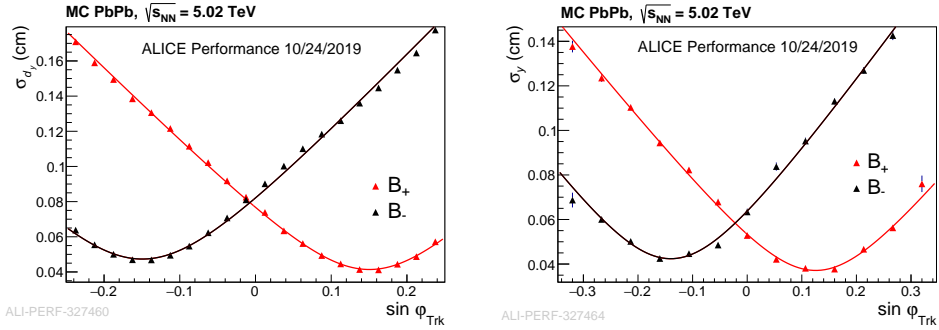 MC PbPb, √sNN = 5.02 TeV
ALICE Performance 10/24/2019
σdy (cm)
0.16
0.14
0.12
0.1
0.08
0.06
0.04
B+
B-
−0.2
−0.1
0
0.1
0.2
sin φTrk
ALI-PERF-327460
MC PbPb, √sNN = 5.02 TeV
ALICE Performance 10/24/2019
σy (cm)
0.14
0.12
0.1
0.08
0.06
0.04
B+
B-
−0.3
−0.2
−0.1
0
0.1
0.2
0.3
sin φTrk
ALI-PERF-327464